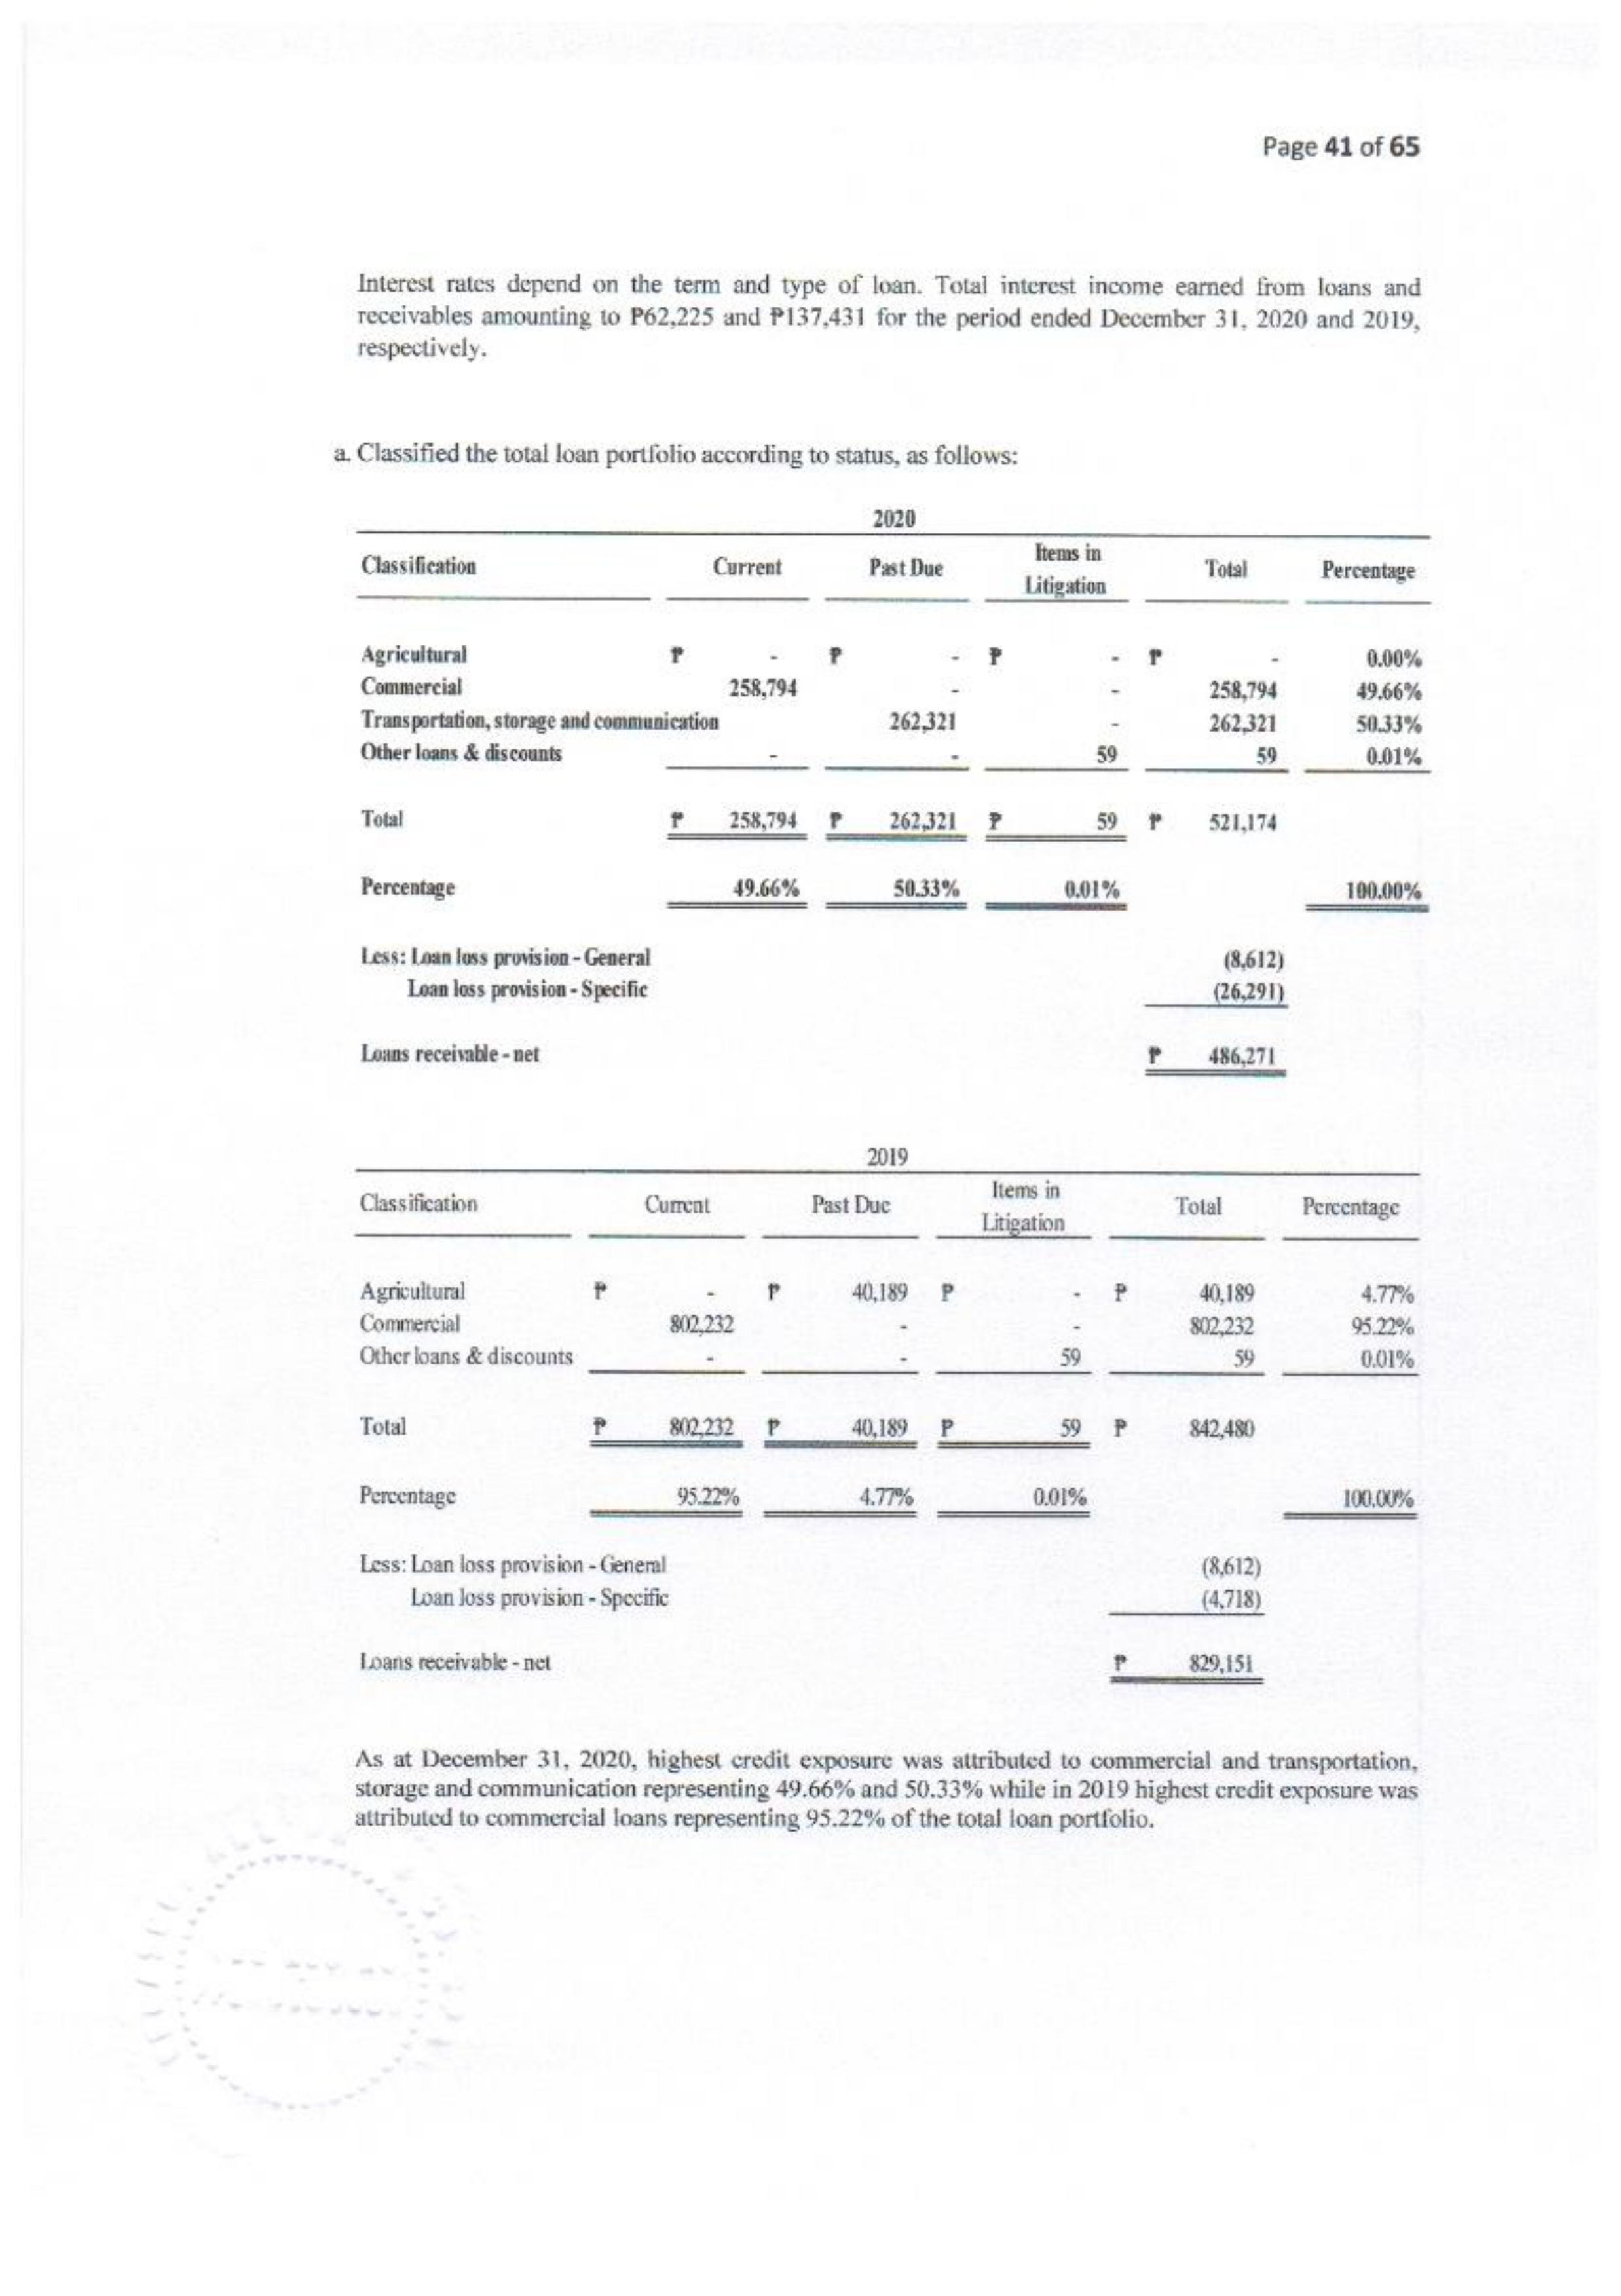 Page 41 of 65
Interest rates depend on the term and type of loan. Total interest income earned from loans and
receivables amounting to ₱62,225 and ₱137,431 for the period ended December 31, 2020 and 2019,
respectively.
a. Classified the total loan portfolio according to status, as follows:
2020
Classification Current Past Due Items in Litigation Total Percentage
Agricultural ₱ - ₱ - ₱ - ₱ - 0.00%
Commercial 258,794 - - 258,794 49.66%
Transportation, storage and communication 262,321 - 262,321 50.33%
Other loans & discounts - - 59 59 0.01%
Total ₱ 258,794 ₱ 262,321 ₱ 59 ₱ 521,174
Percentage 49.66% 50.33% 0.01% 100.00%
Less: Loan loss provision - General (8,612)
Loan loss provision - Specific (26,291)
Loans receivable - net ₱ 486,271
2019
Classification Current Past Due Items in Litigation Total Percentage
Agricultural ₱ - ₱ 40,189 ₱ - ₱ 40,189 4.77%
Commercial 802,232 - - 802,232 95.22%
Other loans & discounts - - 59 59 0.01%
Total ₱ 802,232 ₱ 40,189 ₱ 59 ₱ 842,480
Percentage 95.22% 4.77% 0.01% 100.00%
Less: Loan loss provision - General (8,612)
Loan loss provision - Specific (4,718)
Loans receivable - net ₱ 829,151
As at December 31, 2020, highest credit exposure was attributed to commercial and transportation,
storage and communication representing 49.66% and 50.33% while in 2019 highest credit exposure was
attributed to commercial loans representing 95.22% of the total loan portfolio.